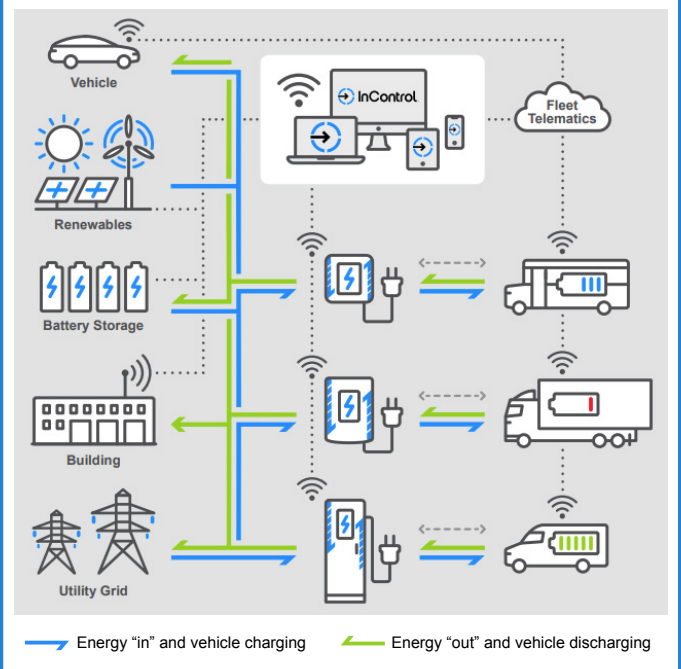 Vehicle
InControl
Fleet
Telematics
Renewables
Battery Storage
Building
Utility Grid
Energy “in” and vehicle charging
Energy “out” and vehicle discharging